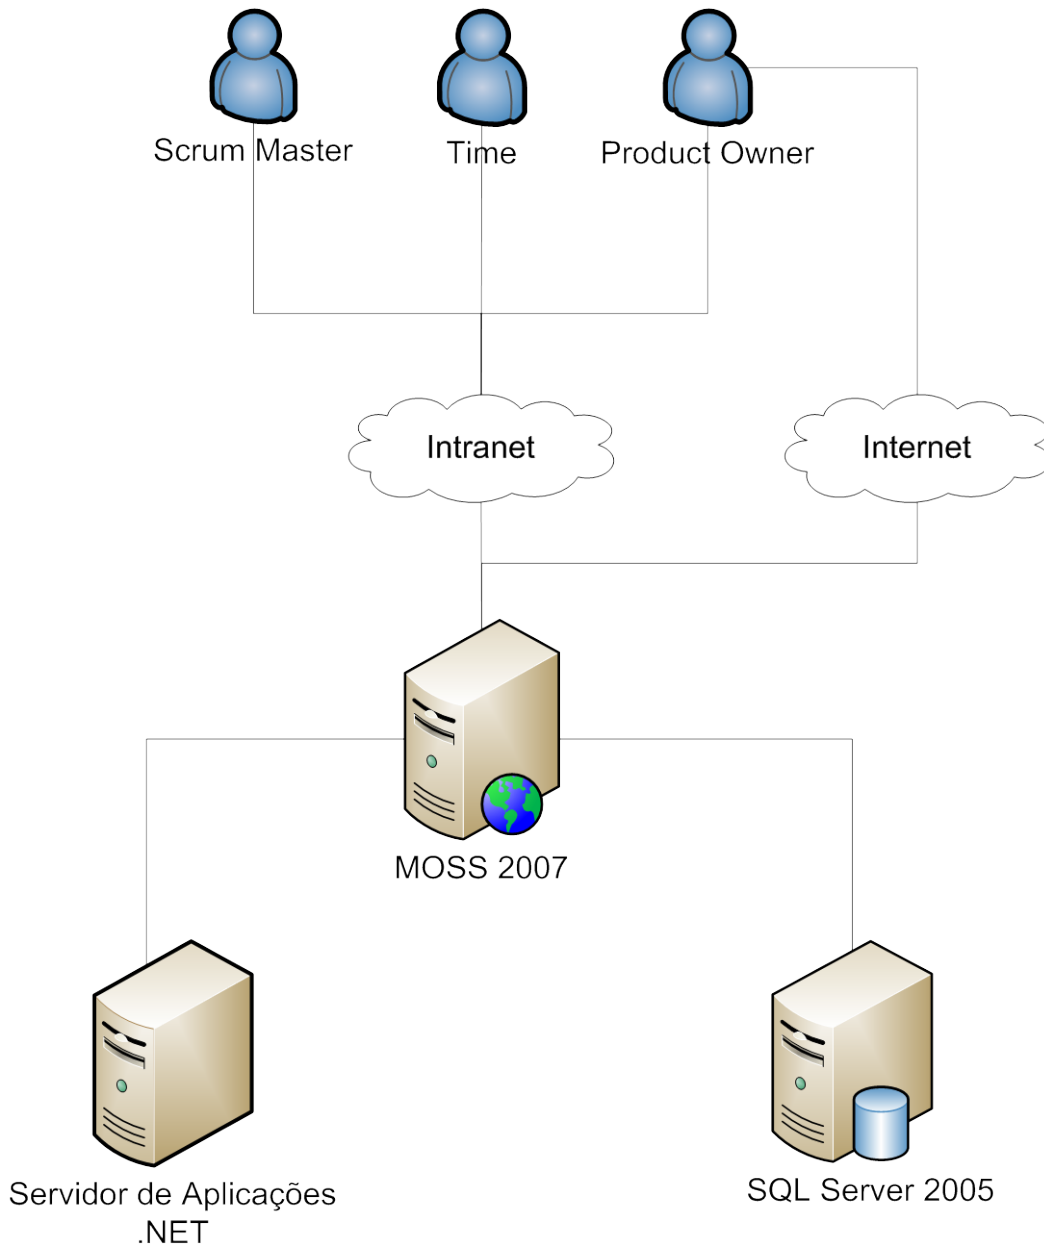 Scrum Master
Time
Product Owner
Intranet
Internet
MOSS 2007
Servidor de Aplicações
.NET
SQL Server 2005